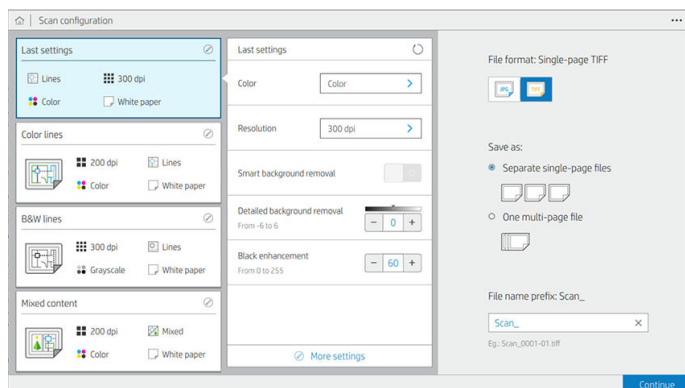 Scan configuration
Last settings
Lines
300 dpi
Color
White paper
Color lines
200 dpi
Lines
Color
White paper
B&W lines
300 dpi
Lines
Grayscale
White paper
Mixed content
200 dpi
Mixed
Color
White paper
Last settings
Color
Color
Resolution
300 dpi
Smart background removal
Detailed background removal
From -6 to 6
− 0 +
Black enhancement
From 0 to 255
− 60 +
More settings
File format: Single-page TIFF
JPG
TIFF
Save as:
Separate single-page files
One multi-page file
File name prefix: Scan_
Scan_
Eg.: Scan_0001-01.tiff
Continue